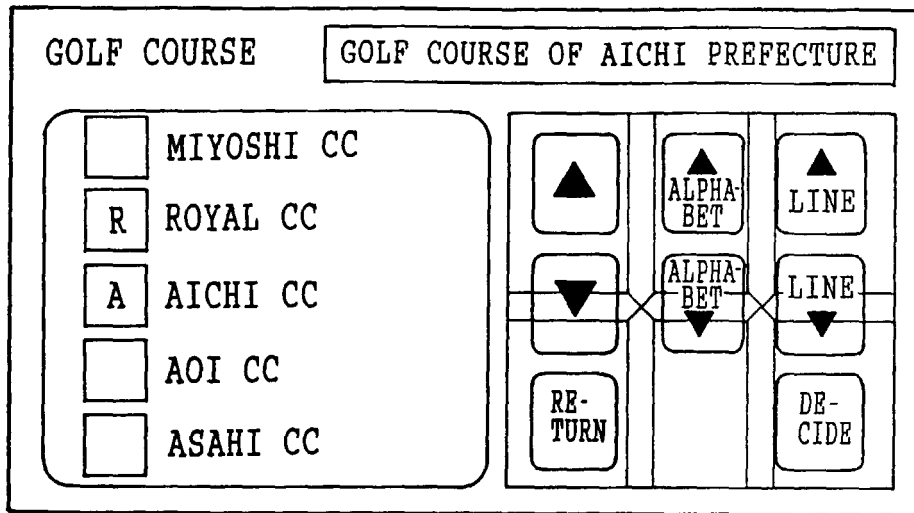 GOLF COURSE
GOLF COURSE OF AICHI PREFECTURE
MIYOSHI CC
R ROYAL CC
A AICHI CC
AOI CC
ASAHI CC
ALPHA-
BET
LINE
ALPHA-
BET
LINE
RE-
TURN
DE-
CIDE